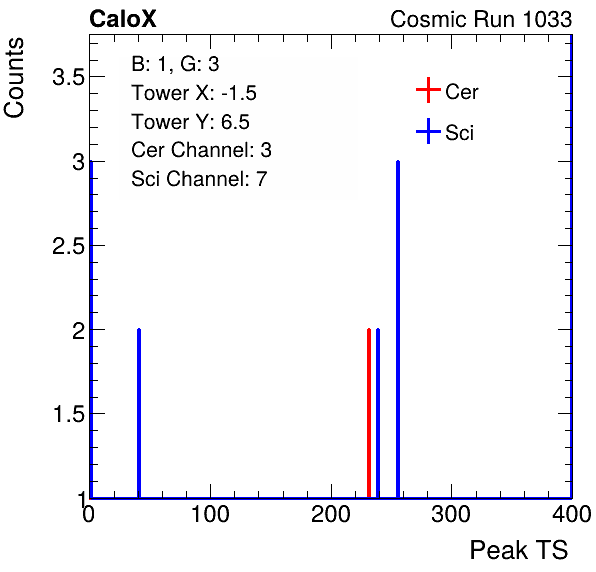 CaloX
Cosmic Run 1033
Counts
B: 1, G: 3
Tower X: -1.5
Tower Y: 6.5
Cer Channel: 3
Sci Channel: 7
Cer
Sci
3.5
3
2.5
2
1.5
1
0
100
200
300
400
Peak TS